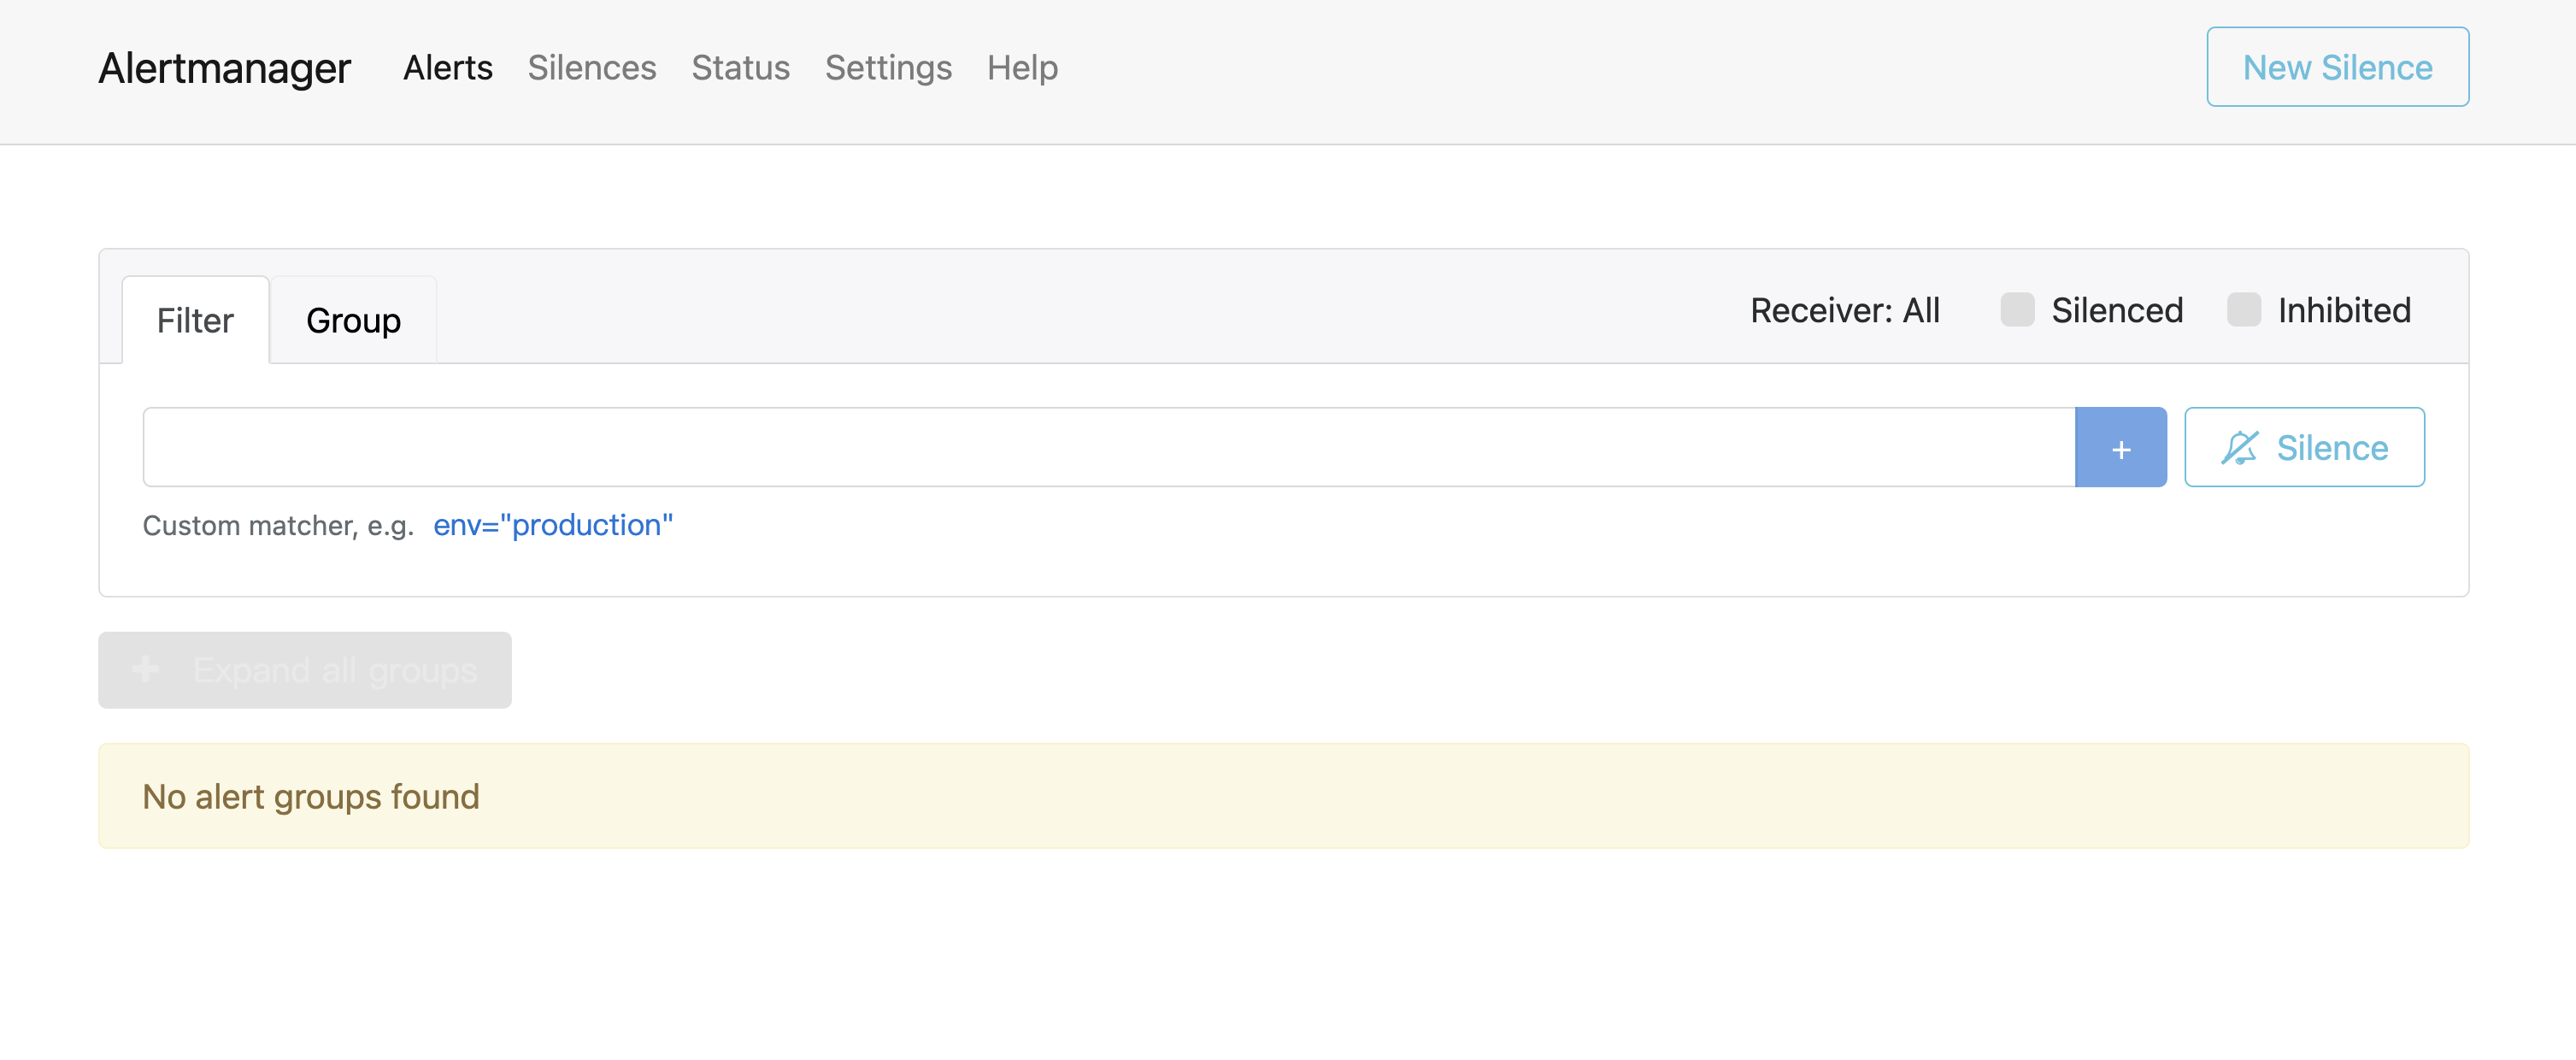 Alertmanager Alerts Silences Status Settings Help New Silence
Filter Group Receiver: All Silenced Inhibited
+ Silence
Custom matcher, e.g. env="production"
+ Expand all groups
No alert groups found